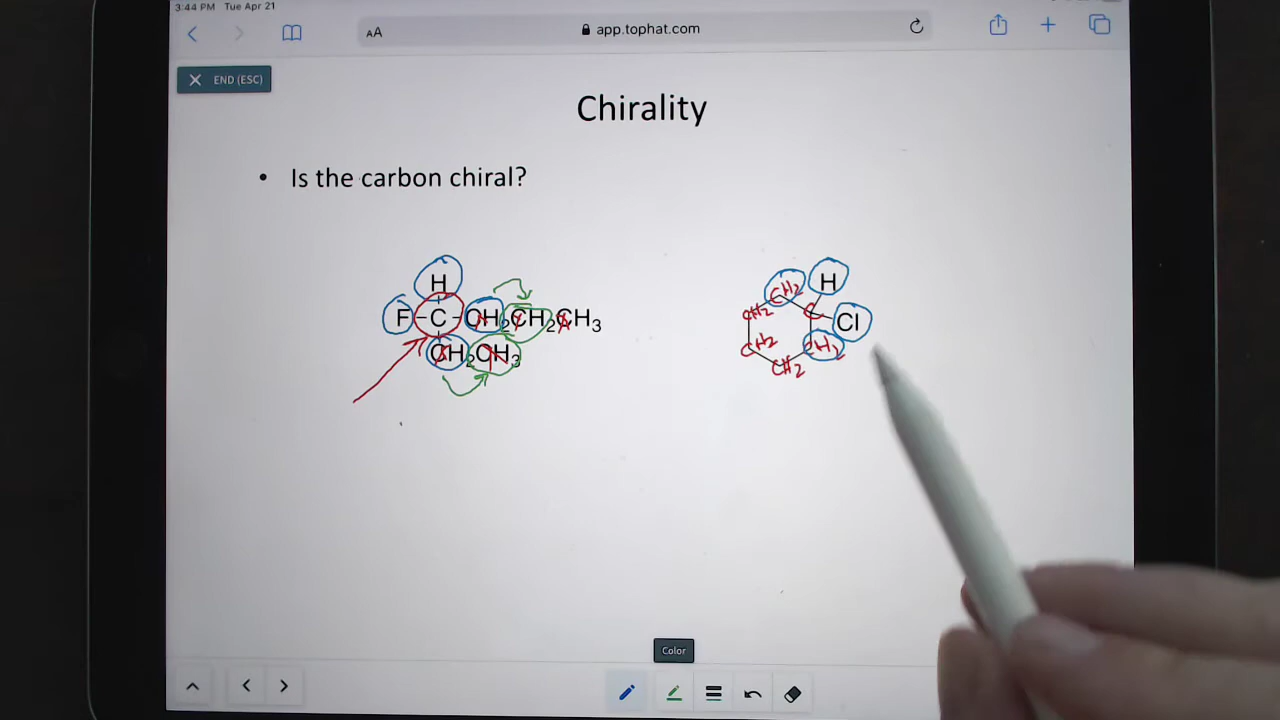 3:44 PM Tue Apr 21
AA
app.tophat.com
END (ESC)
Chirality
• Is the carbon chiral?
H
F – C – CH2CH2CH3
CH2CH3
CH2
H
CH2
C
Cl
CH2
CH2
CH2
Color